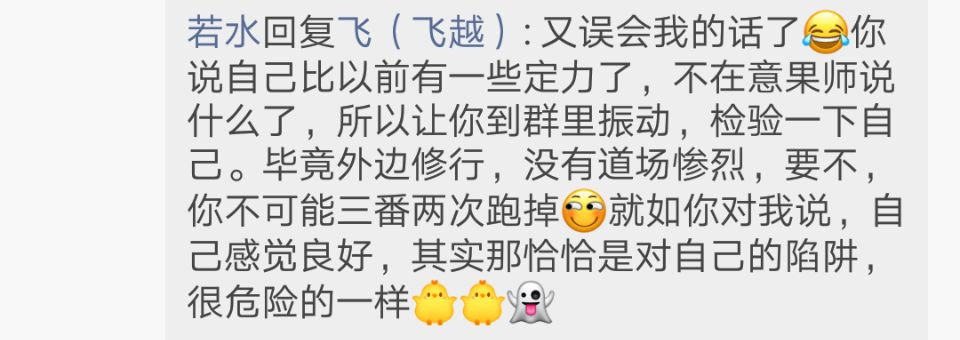 若水回复飞（飞越）: 又误会我的话了😂你
说自己比以前有一些定力了，不在意果师说
什么了，所以让你到群里振动，检验一下自
己。毕竟外边修行，没有道场惨烈，要不，
你不可能三番两次跑掉就如你对我说，自
己感觉良好，其实那恰恰是对自己的陷阱，
很危险的一样🐥🐥👻